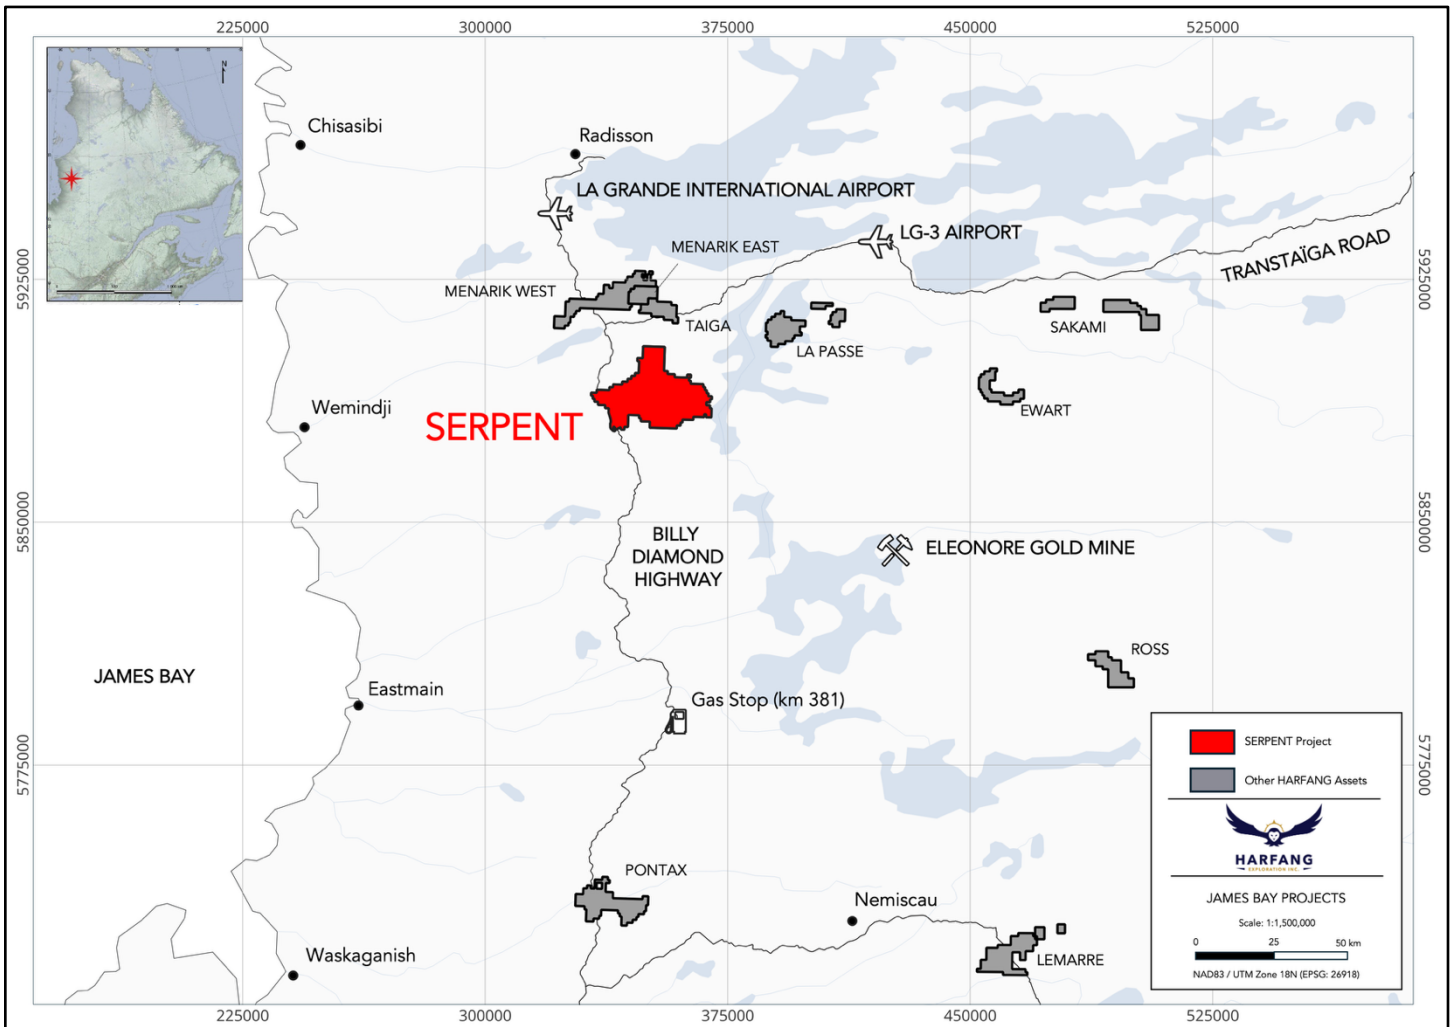 225000
300000
375000
450000
525000
N
Chisasibi
Radisson
LA GRANDE INTERNATIONAL AIRPORT
LG-3 AIRPORT
MENARIK EAST
TRANSTAÏGA ROAD
5925000
5925000
MENARIK WEST
TAIGA
SAKAMI
LA PASSE
Wemindji
SERPENT
EWART
5850000
5850000
BILLY
DIAMOND
HIGHWAY
ELEONORE GOLD MINE
ROSS
JAMES BAY
Eastmain
Gas Stop (km 381)
5775000
5775000
SERPENT Project
Other HARFANG Assets
HARFANG
EXPLORATION INC.
JAMES BAY PROJECTS
Scale: 1:1,500,000
0
25
50 km
NAD83 / UTM Zone 18N (EPSG: 26918)
PONTAX
Nemiscau
Waskaganish
LEMARRE
225000
300000
375000
450000
525000